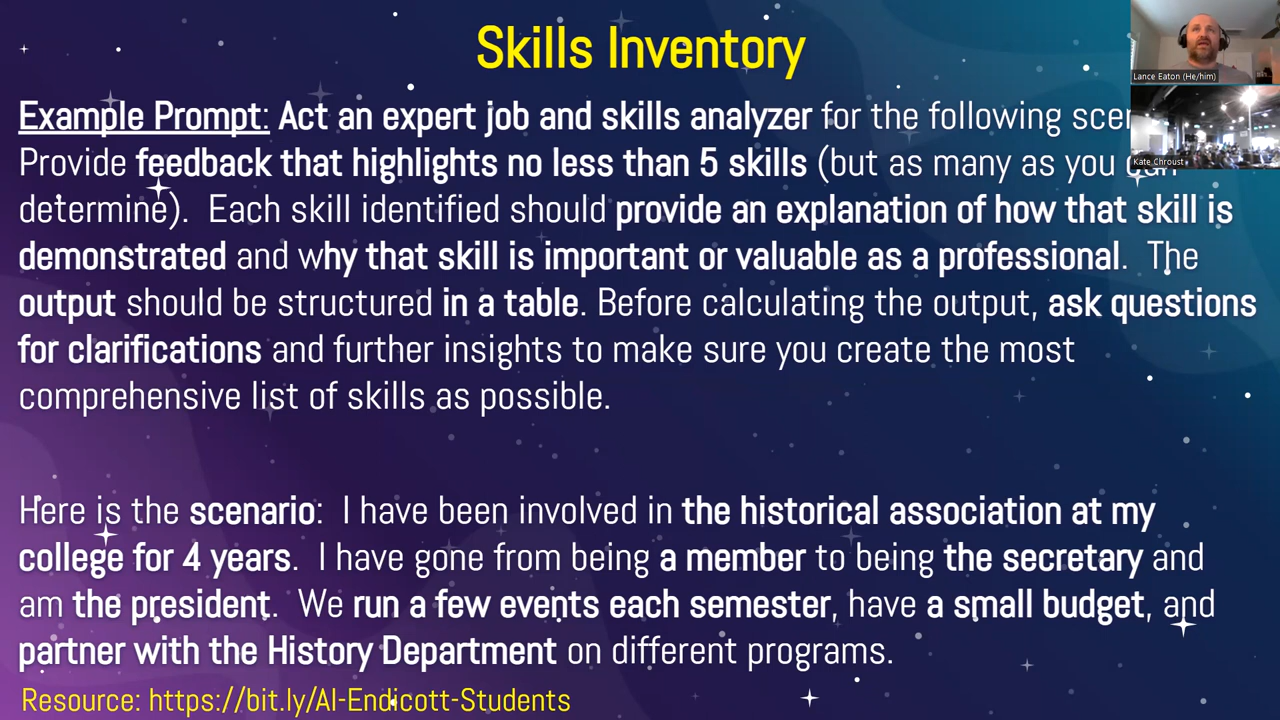 Skills Inventory
Lance Eaton (He/him)
Example Prompt: Act an expert job and skills analyzer for the following
Kate Chroust
Provide feedback that highlights no less than 5 skills (but as many as you can
determine). Each skill identified should provide an explanation of how that skill is
demonstrated and why that skill is important or valuable as a professional. The
output should be structured in a table. Before calculating the output, ask questions
for clarifications and further insights to make sure you create the most
comprehensive list of skills as possible.
Here is the scenario: I have been involved in the historical association at my
college for 4 years. I have gone from being a member to being the secretary and
am the president. We run a few events each semester, have a small budget, and
partner with the History Department on different programs.
Resource: https://bit.ly/AI-Endicott-Students